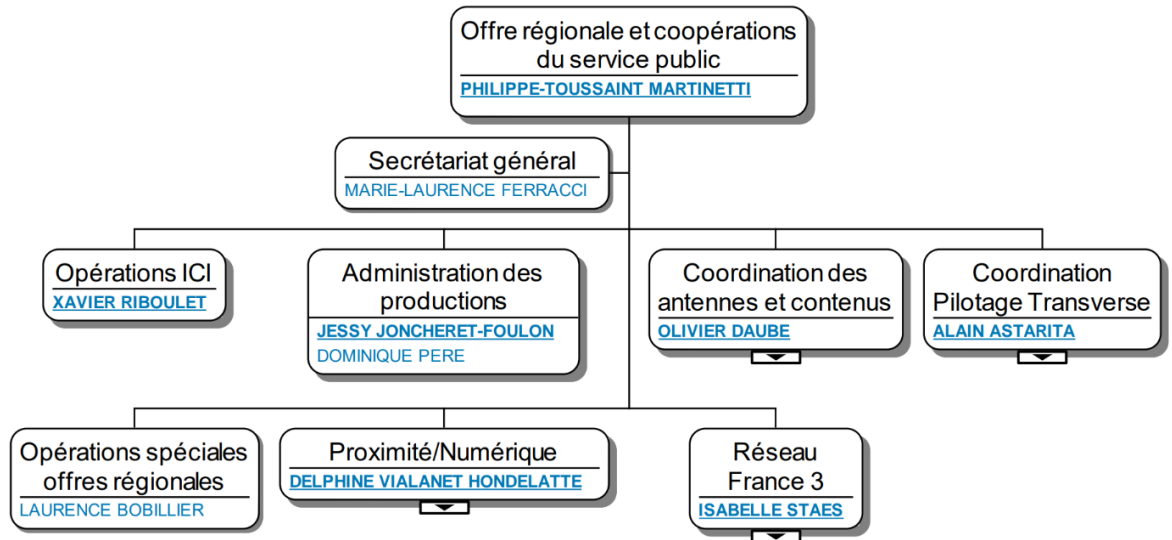 Offre régionale et coopérations
du service public
PHILIPPE-TOUSSAINT MARTINETTI
Secrétariat général
MARIE-LAURENCE FERRACCI
Opérations ICI
XAVIER RIBOULET
Administration des
productions
JESSY JONCHERET-FOULON
DOMINIQUE PERE
Coordination des
antennes et contenus
OLIVIER DAUBE
Coordination
Pilotage Transverse
ALAIN ASTARITA
Opérations spéciales
offres régionales
LAURENCE BOBILLIER
Proximité/Numérique
DELPHINE VIALANET HONDELATTE
Réseau
France 3
ISABELLE STAES